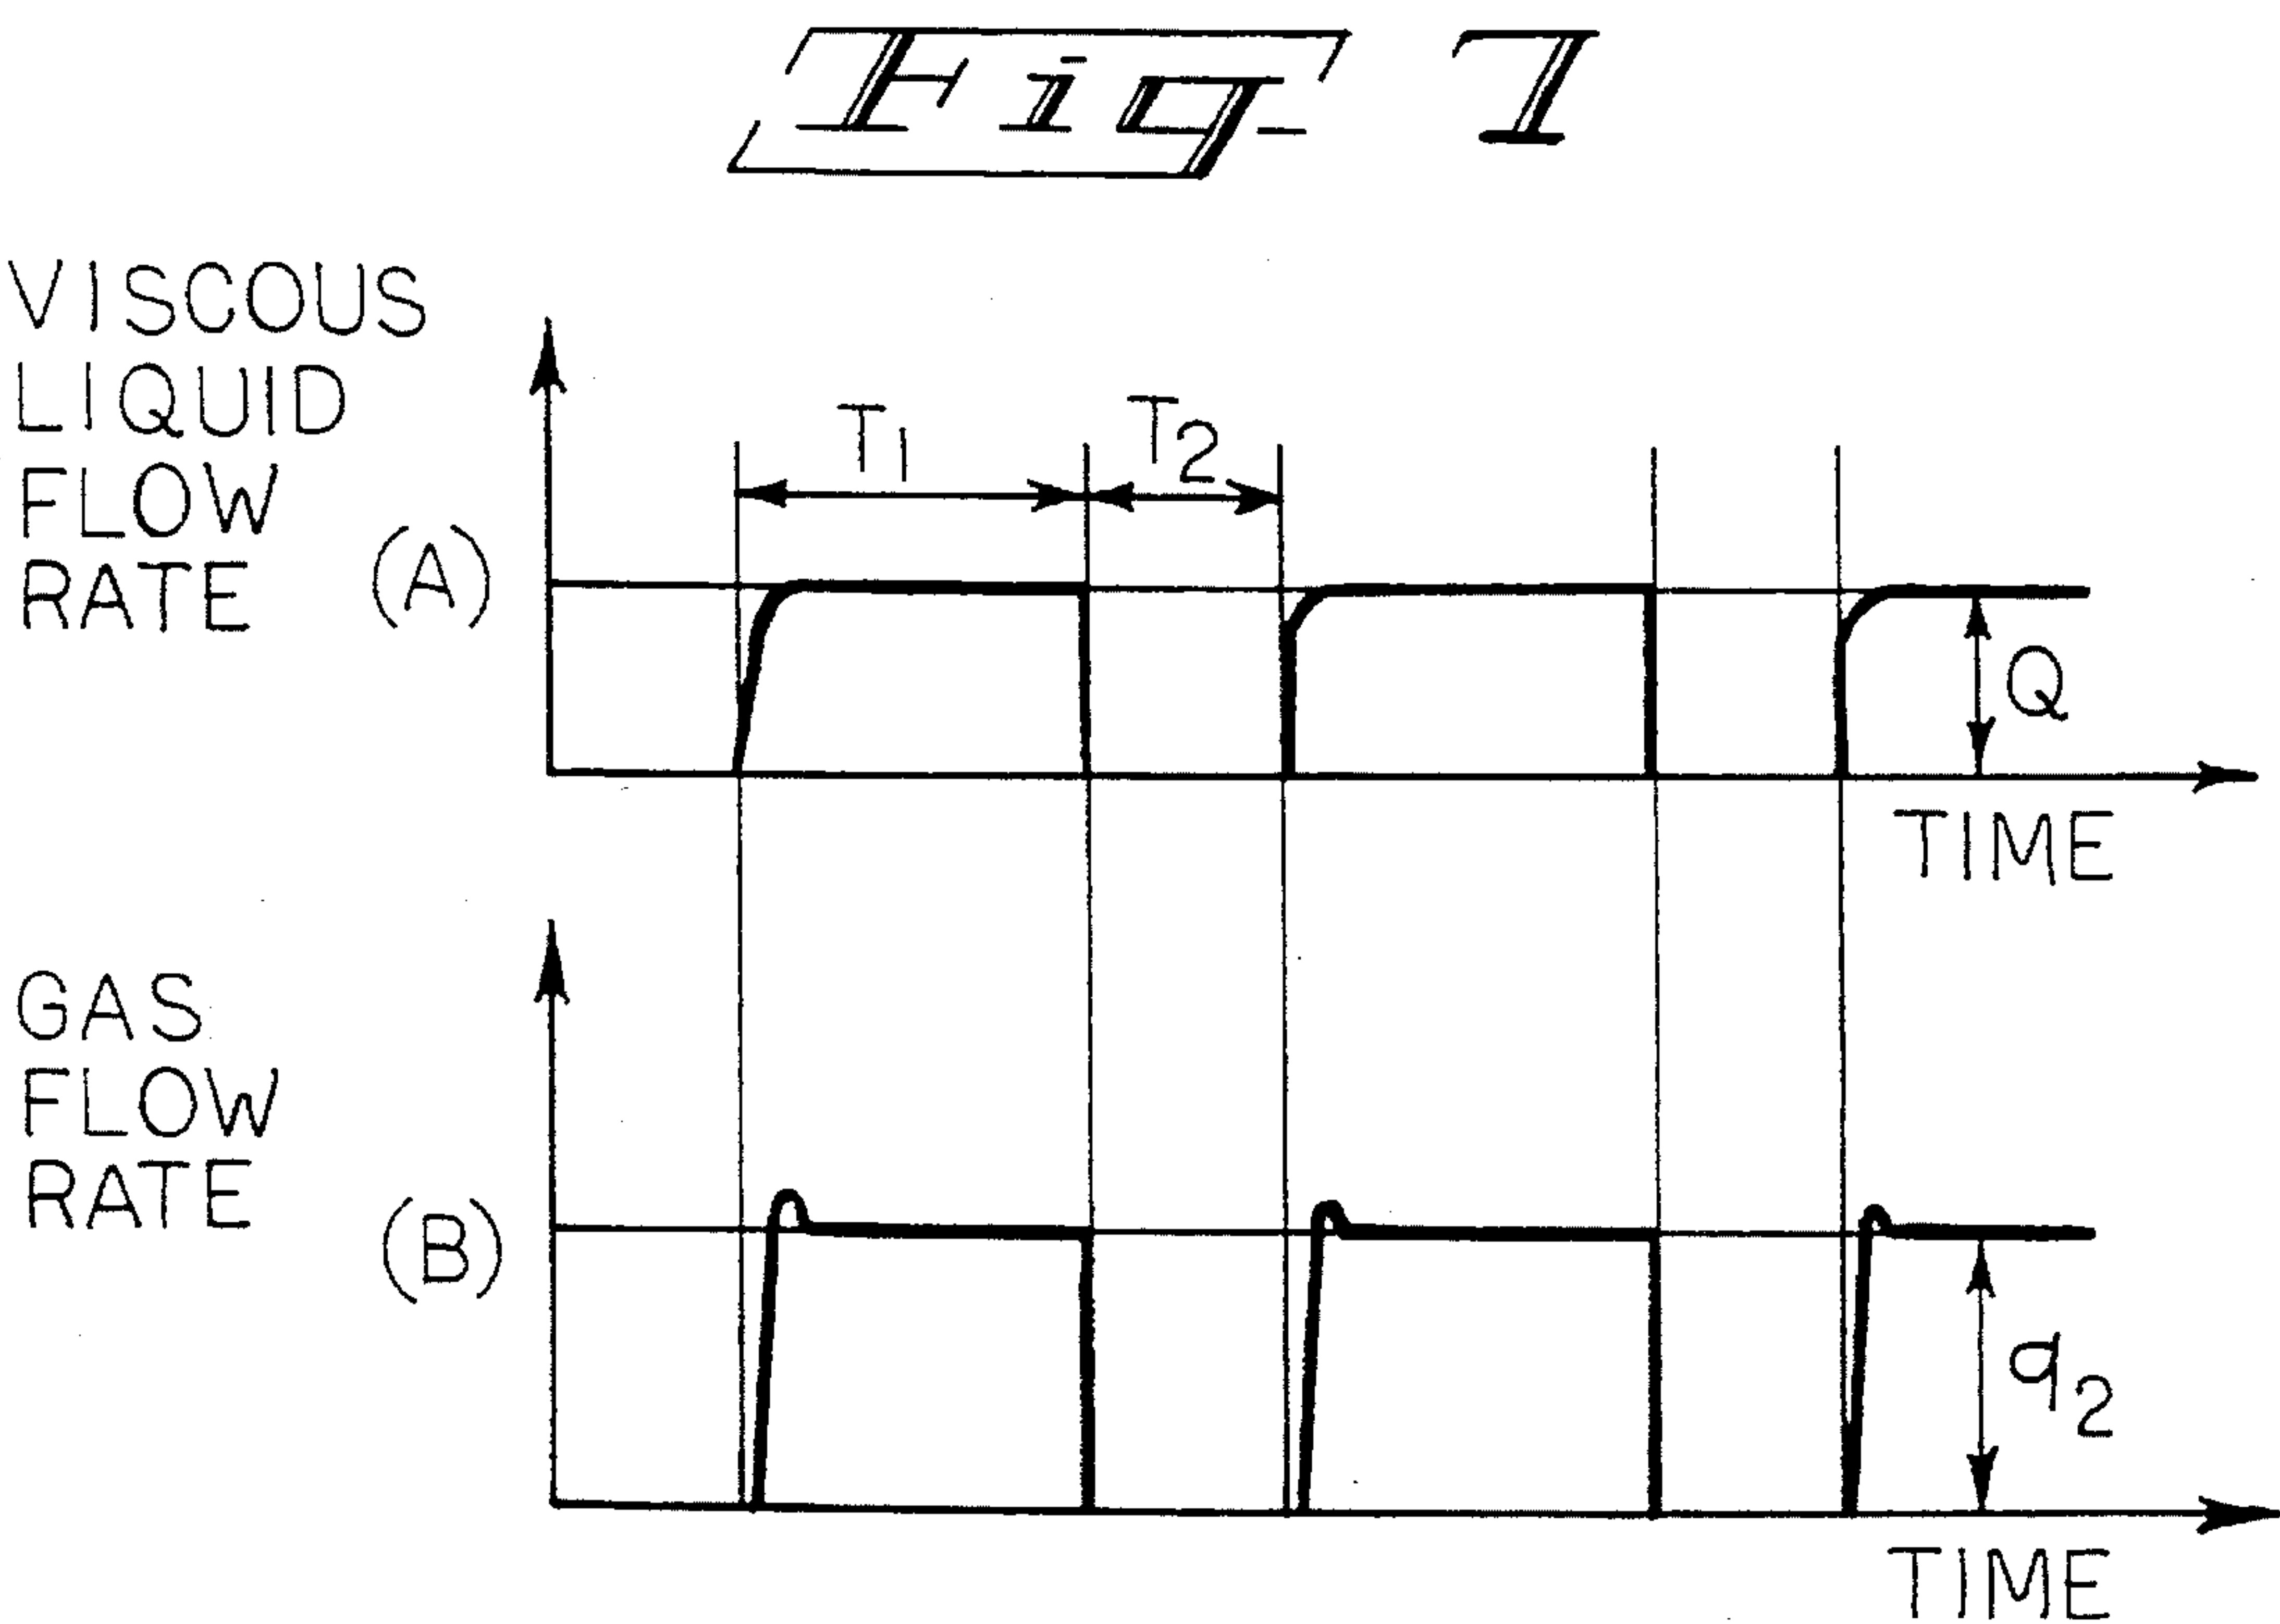 Fig- 7
VISCOUS
LIQUID
FLOW
RATE
(A)
T1
T2
Q
TIME
GAS
FLOW
RATE
(B)
q2
TIME